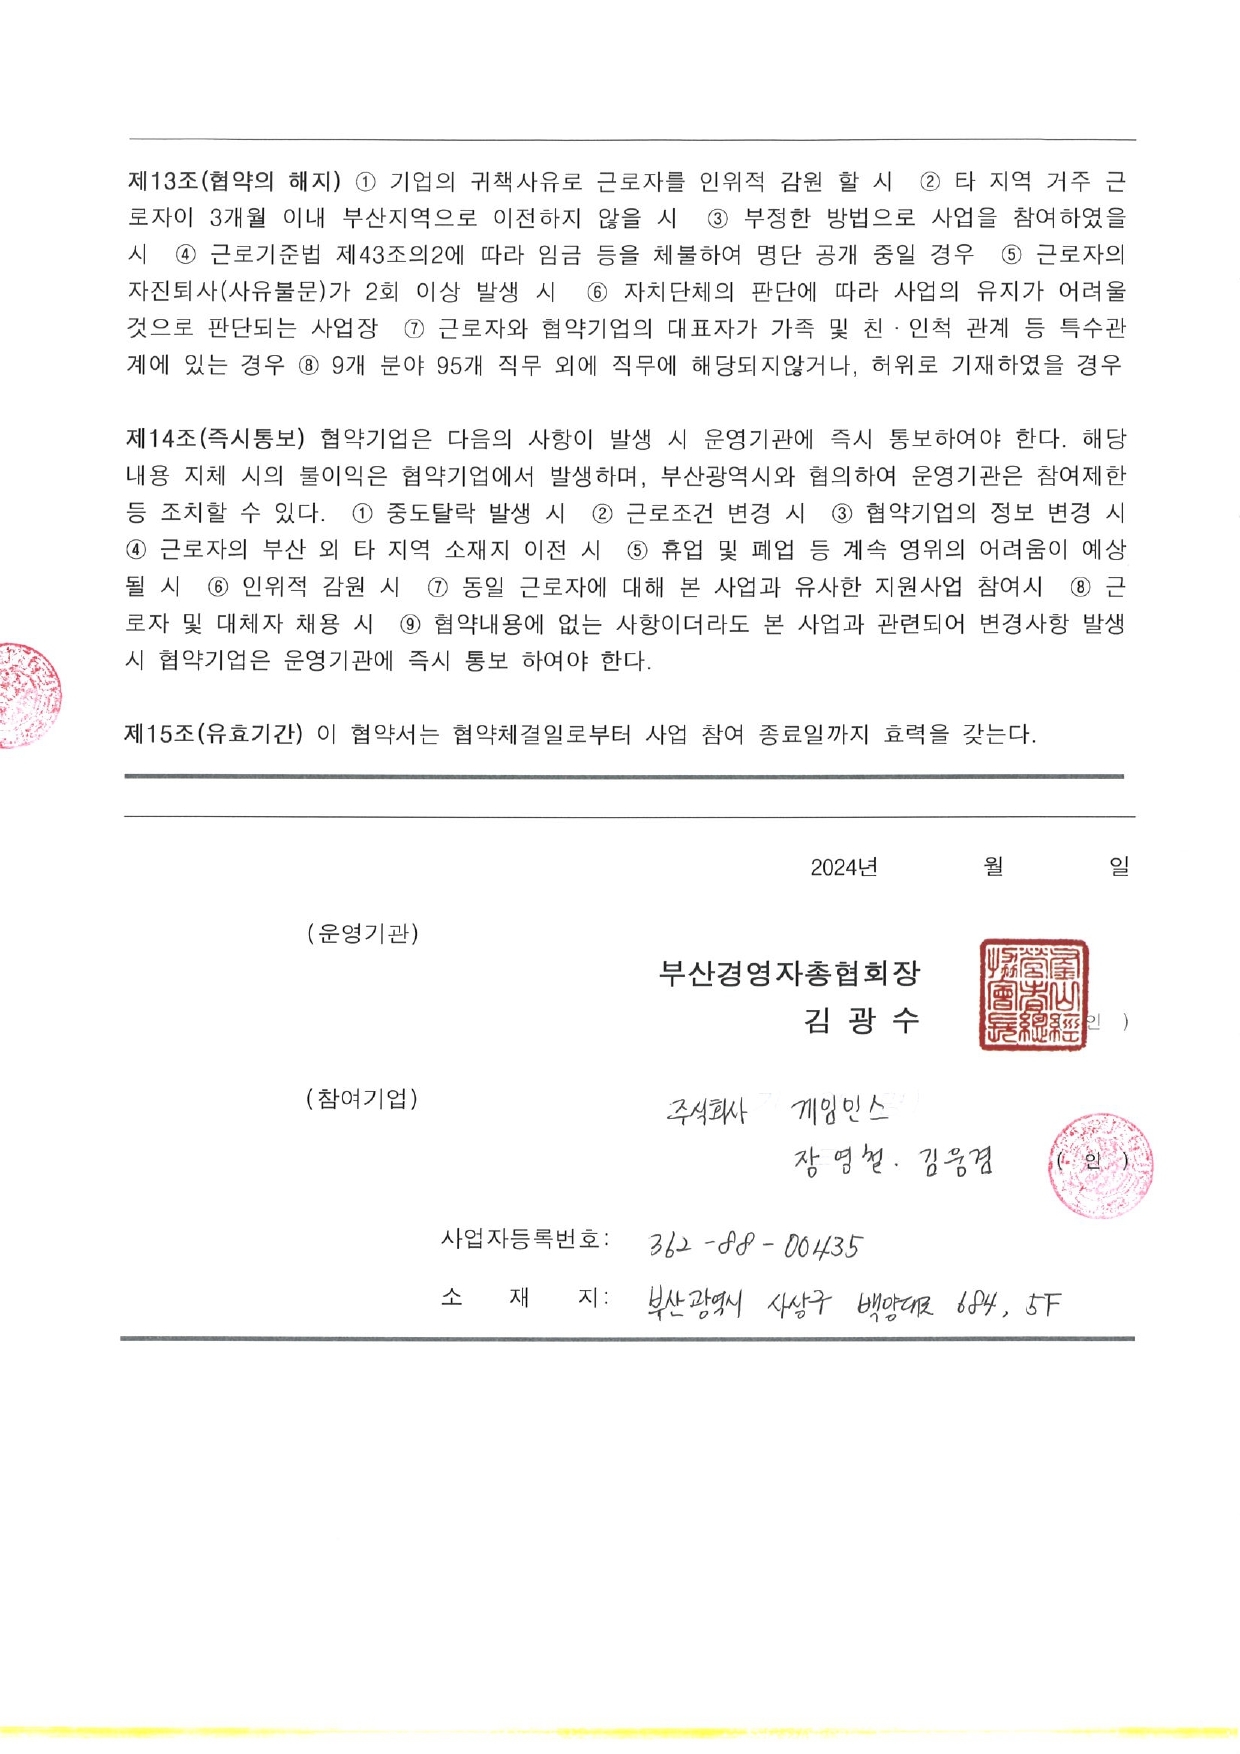 제13조(협약의 해지) ① 기업의 귀책사유로 근로자를 인위적 감원 할 시 ② 타 지역 거주 근
로자이 3개월 이내 부산지역으로 이전하지 않을 시 ③ 부정한 방법으로 사업을 참여하였을
시 ④ 근로기준법 제43조의2에 따라 임금 등을 체불하여 명단 공개 중일 경우 ⑤ 근로자의
자진퇴사(사유불문)가 2회 이상 발생 시 ⑥ 자치단체의 판단에 따라 사업의 유지가 어려울
것으로 판단되는 사업장 ⑦ 근로자와 협약기업의 대표자가 가족 및 친·인척 관계 등 특수관
계에 있는 경우 ⑧ 9개 분야 95개 직무 외에 직무에 해당되지않거나, 허위로 기재하였을 경우
제14조(즉시통보) 협약기업은 다음의 사항이 발생 시 운영기관에 즉시 통보하여야 한다. 해당
내용 지체 시의 불이익은 협약기업에서 발생하며, 부산광역시와 협의하여 운영기관은 참여제한
등 조치할 수 있다. ① 중도탈락 발생 시 ② 근로조건 변경 시 ③ 협약기업의 정보 변경 시
④ 근로자의 부산 외 타 지역 소재지 이전 시 ⑤ 휴업 및 폐업 등 계속 영위의 어려움이 예상
될 시 ⑥ 인위적 감원 시 ⑦ 동일 근로자에 대해 본 사업과 유사한 지원사업 참여시 ⑧ 근
로자 및 대체자 채용 시 ⑨ 협약내용에 없는 사항이더라도 본 사업과 관련되어 변경사항 발생
시 협약기업은 운영기관에 즉시 통보 하여야 한다.
제15조(유효기간) 이 협약서는 협약체결일로부터 사업 참여 종료일까지 효력을 갖는다.
2024년 월 일
(운영기관)
부산경영자총협회장
김 광 수 인 )
(참여기업)
주식회사 게임인스
장영철. 김응겸 ( 인 )
사업자등록번호: 362-88-00435
소 재 지: 부산광역시 사상구 백양대로 684, 5F